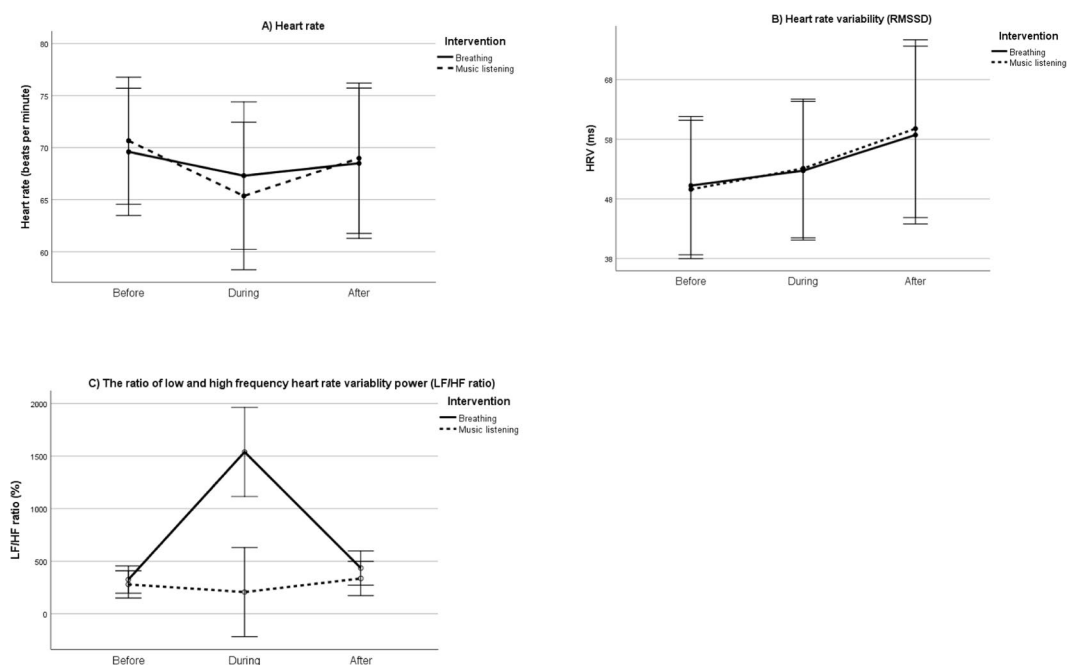 A) Heart rate
Heart rate (beats per minute)
80
75
70
65
60
Before
During
After
Intervention
Breathing
Music listening
B) Heart rate variability (RMSSD)
HRV (ms)
68
58
48
38
Before
During
After
Intervention
Breathing
Music listening
C) The ratio of low and high frequency heart rate variablity power (LF/HF ratio)
LF/HF ratio (%)
2000
1500
1000
500
0
Before
During
After
Intervention
Breathing
Music listening